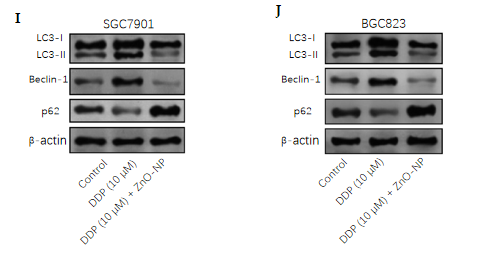 I
SGC7901
LC3-I
LC3-II
Beclin-1
p62
β-actin
Control
DDP (10 μM)
DDP (10 μM) + ZnO-NP
J
BGC823
LC3-I
LC3-II
Beclin-1
p62
β-actin
Control
DDP (10 μM)
DDP (10 μM) + ZnO-NP